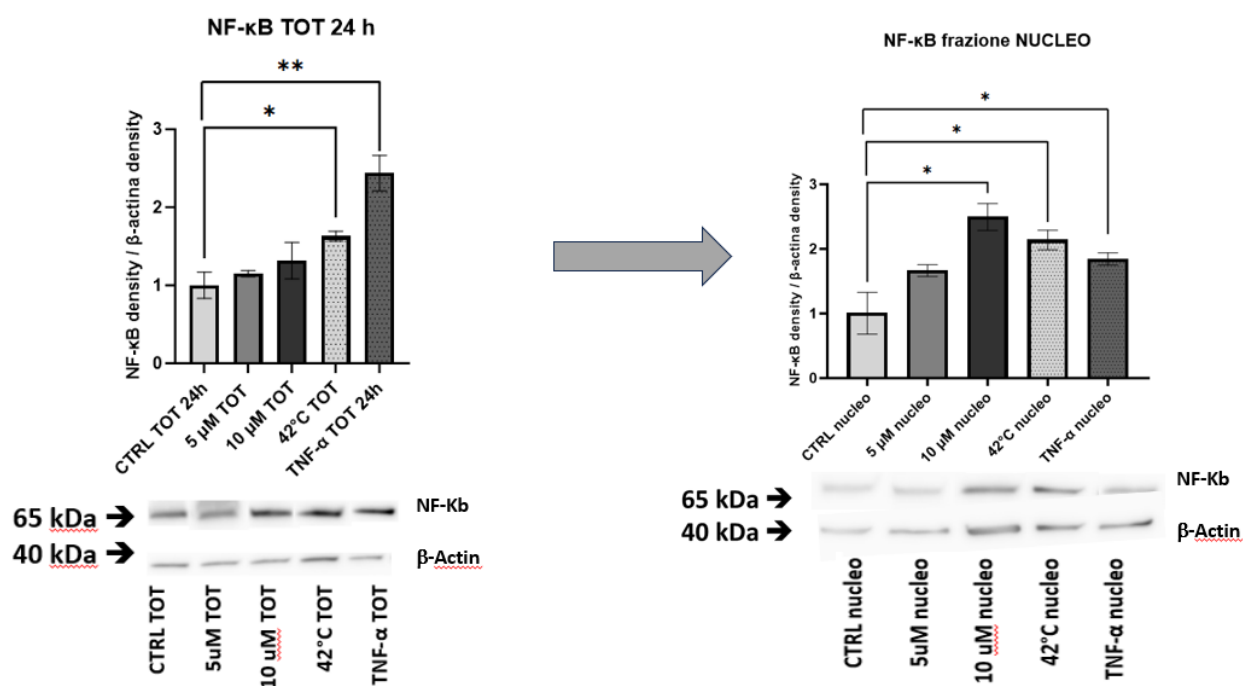 NF-κB TOT 24 h
**
*
NF-κB density / β-actina density
3
2
1
0
CTRL TOT 24h
5 µM TOT
10 µM TOT
42°C TOT
TNF-α TOT 24h
65 kDa
NF-Kb
40 kDa
β-Actin
CTRL TOT
5uM TOT
10 uM TOT
42°C TOT
TNF-α TOT
NF-κB frazione NUCLEO
*
*
*
NF-κB density / β-actina density
3
2
1
0
CTRL nucleo
5 µM nucleo
10 µM nucleo
42°C nucleo
TNF-α nucleo
65 kDa
NF-Kb
40 kDa
β-Actin
CTRL nucleo
5uM nucleo
10 uM nucleo
42°C nucleo
TNF-α nucleo